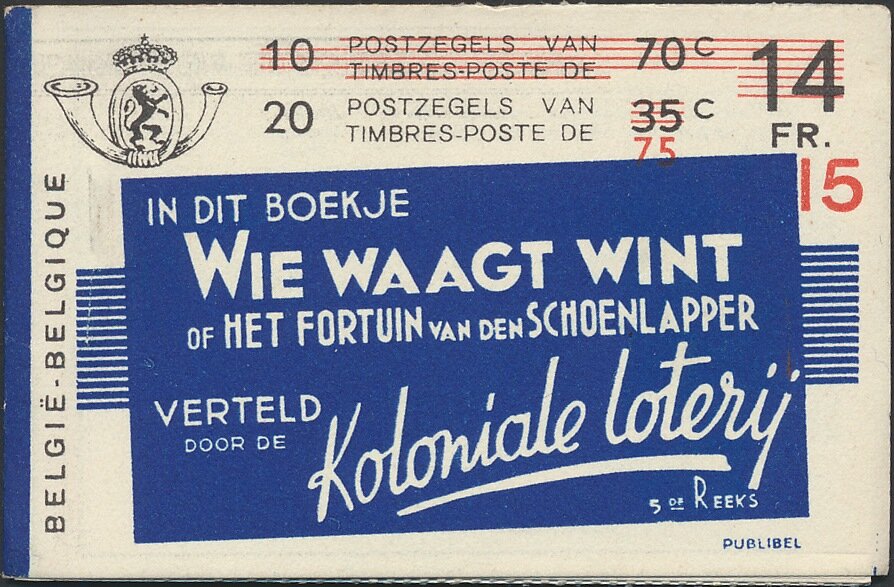 10 POSTZEGELS VAN 70 C
TIMBRES-POSTE DE
20 POSTZEGELS VAN 35 C
TIMBRES-POSTE DE
75
14
FR.
15
BELGIË-BELGIQUE
IN DIT BOEKJE
WIE WAAGT WINT
OF HET FORTUIN VAN DEN SCHOENLAPPER
VERTELD
DOOR DE
Koloniale loterij
5 DE REEKS
PUBLIBEL